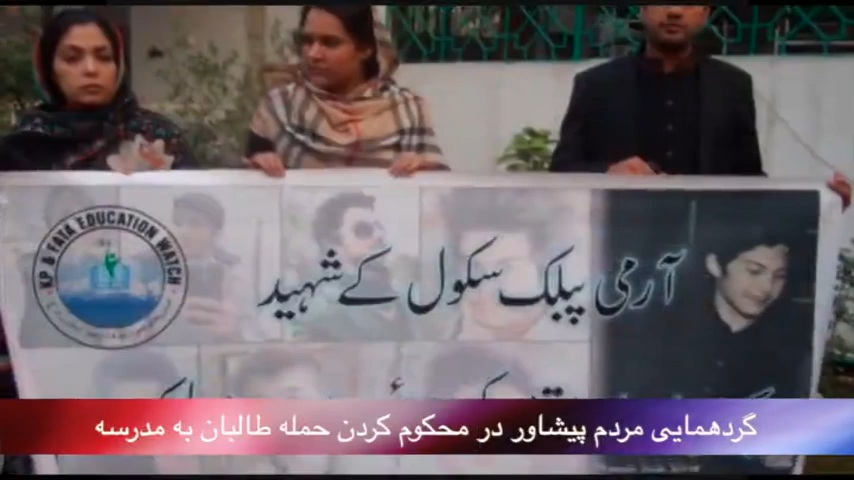 KP & FATA EDUCATION WATCH
آرمی پبلک سکول کے شہید
گردهمایی مردم پیشاور در محکوم کردن حمله طالبان به مدرسه